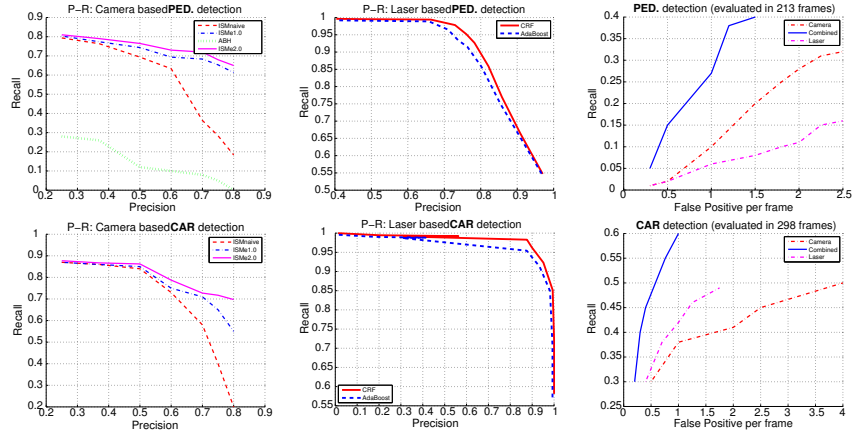 P-R: Camera basedPED. detection
0.9
0.8
0.7
0.6
0.5
0.4
0.3
0.2
0.1
0
0.1 0.2 0.3 0.4 0.5 0.6 0.7 0.8 0.9
Recall
Precision
ISMnaive
ISMe1.0
ABH
ISMe2.0
P-R: Laser basedPED. detection
1
0.95
0.9
0.85
0.8
0.75
0.7
0.65
0.6
0.55
0.5
0.4 0.5 0.6 0.7 0.8 0.9 1
Recall
Precision
CRF
AdaBoost
PED. detection (evaluated in 213 frames)
0.4
0.35
0.3
0.25
0.2
0.15
0.1
0.05
0
0 0.5 1 1.5 2 2.5
Recall
False Positive per frame
Camera
Combined
Laser
P-R: Camera basedCAR detection
1
0.9
0.8
0.7
0.6
0.5
0.4
0.3
0.2
0.2 0.3 0.4 0.5 0.6 0.7 0.8 0.9
Recall
Precision
ISMnaive
ISMe1.0
ISMe2.0
P-R: Laser basedCAR detection
1
0.95
0.9
0.85
0.8
0.75
0.7
0.65
0.6
0.55
0 0.1 0.2 0.3 0.4 0.5 0.6 0.7 0.8 0.9 1
Recall
Precision
CRF
AdaBoost
CAR detection (evaluated in 298 frames)
0.6
0.55
0.5
0.45
0.4
0.35
0.3
0.25
0.2
0 0.5 1 1.5 2 2.5 3 3.5 4
Recall
False Positive per frame
Camera
Combined
Laser